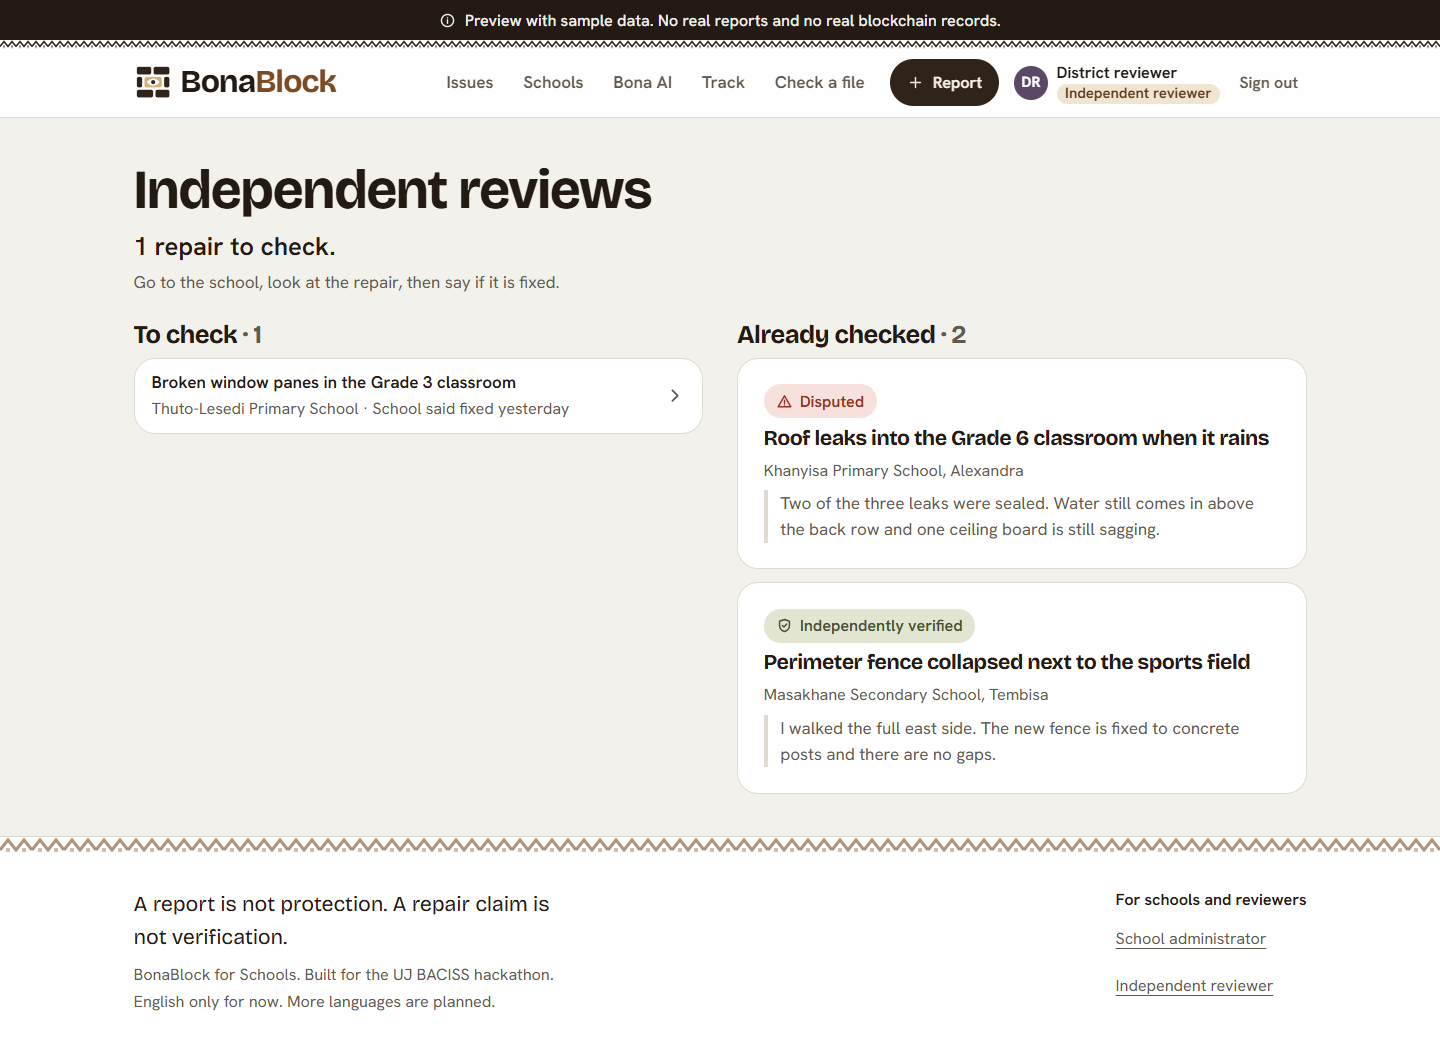 Preview with sample data. No real reports and no real blockchain records.
BonaBlock
Issues
Schools
Bona AI
Track
Check a file
Report
DR
District reviewer
Independent reviewer
Sign out
Independent reviews
1 repair to check.
Go to the school, look at the repair, then say if it is fixed.
To check · 1
Broken window panes in the Grade 3 classroom
Thuto-Lesedi Primary School · School said fixed yesterday
Already checked · 2
Disputed
Roof leaks into the Grade 6 classroom when it rains
Khanyisa Primary School, Alexandra
Two of the three leaks were sealed. Water still comes in above
the back row and one ceiling board is still sagging.
Independently verified
Perimeter fence collapsed next to the sports field
Masakhane Secondary School, Tembisa
I walked the full east side. The new fence is fixed to concrete
posts and there are no gaps.
A report is not protection. A repair claim is
not verification.
BonaBlock for Schools. Built for the UJ BACISS hackathon.
English only for now. More languages are planned.
For schools and reviewers
School administrator
Independent reviewer